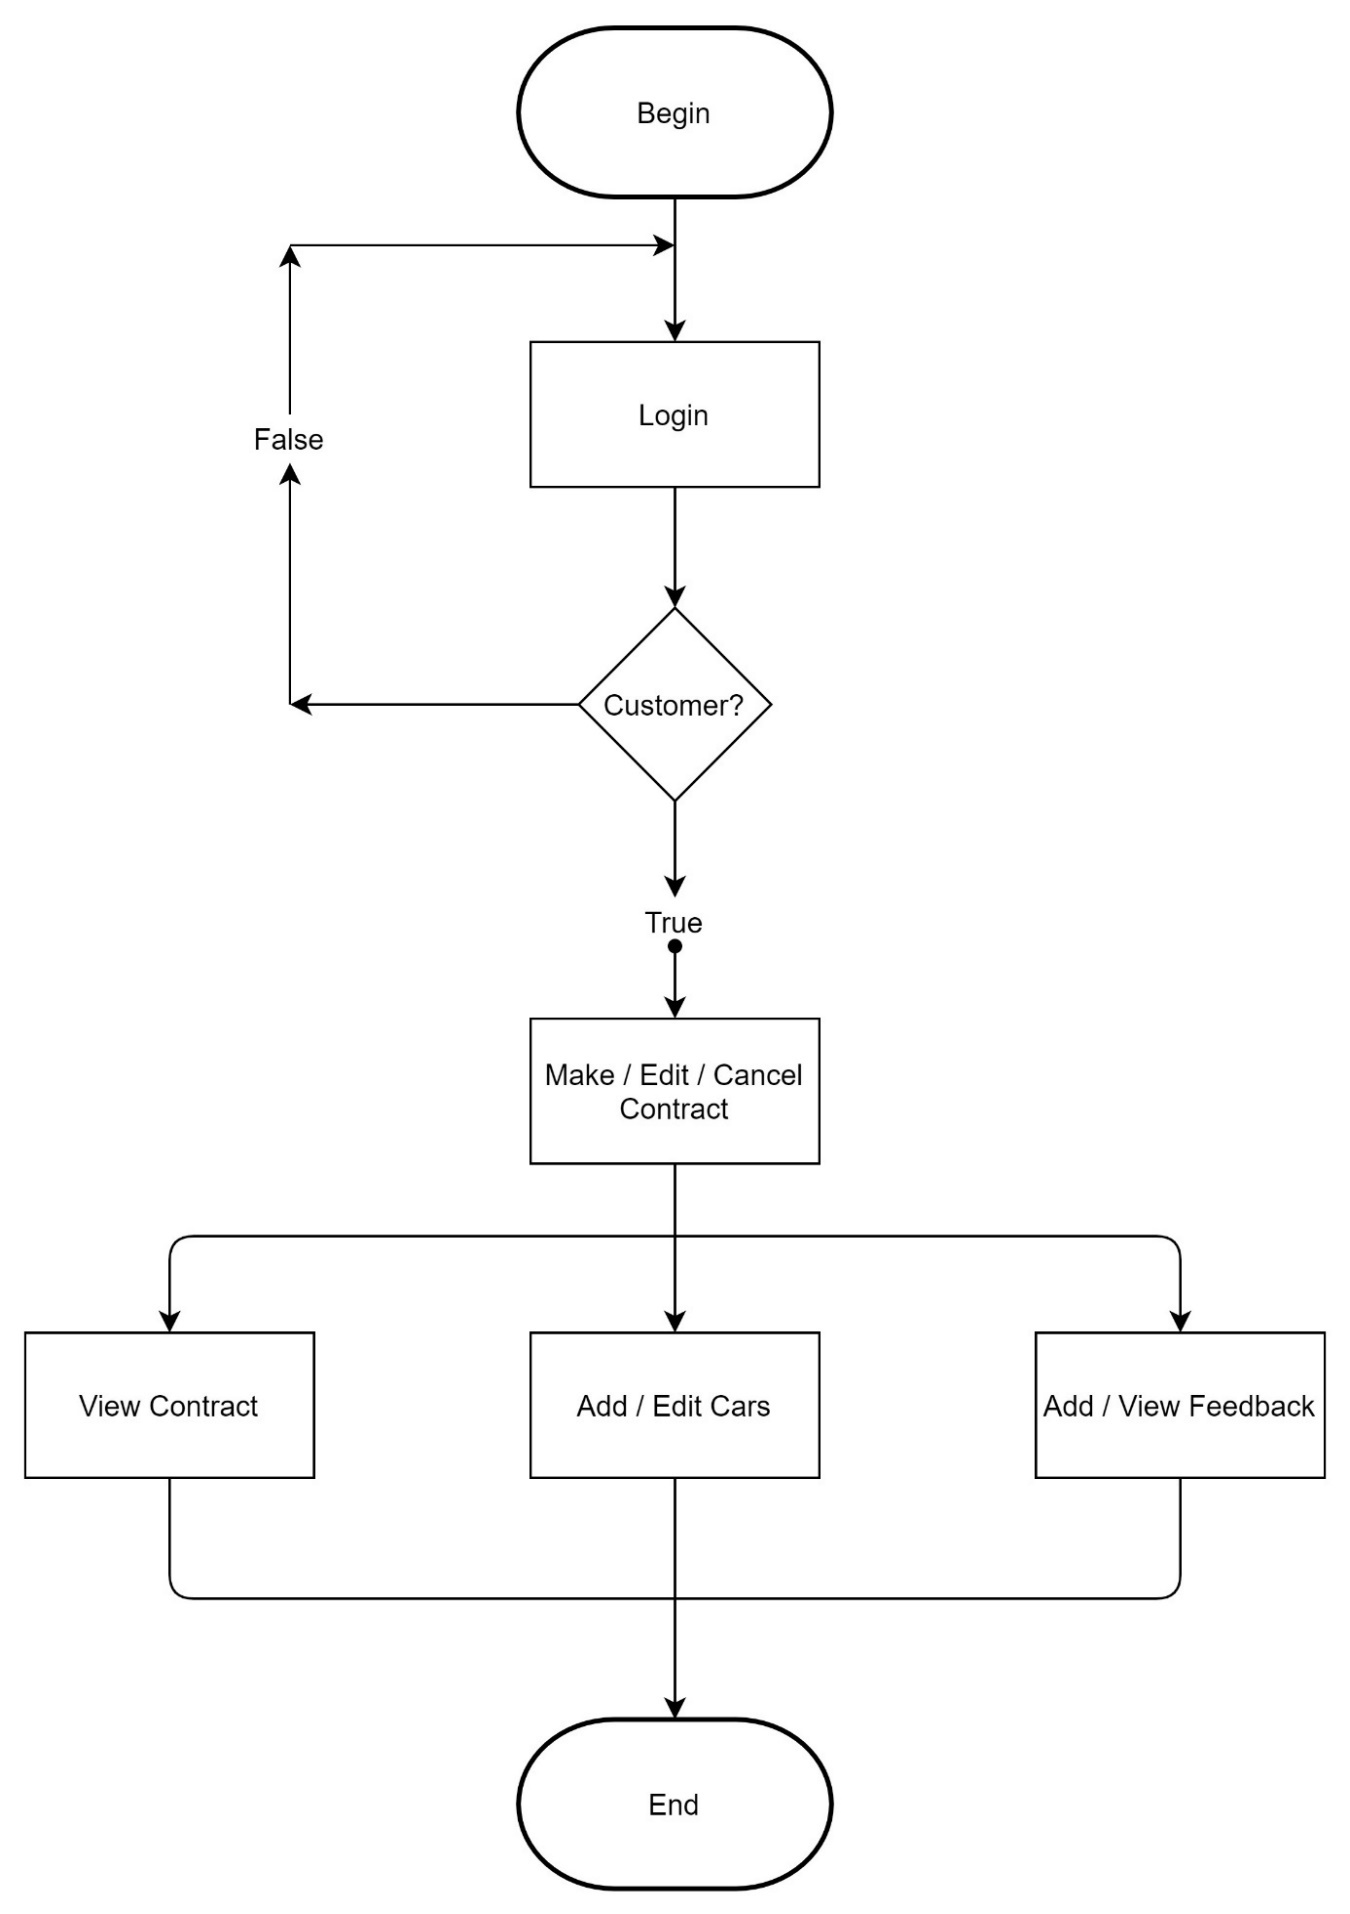 Begin
Login
False
Customer?
True
Make / Edit / Cancel
Contract
View Contract
Add / Edit Cars
Add / View Feedback
End